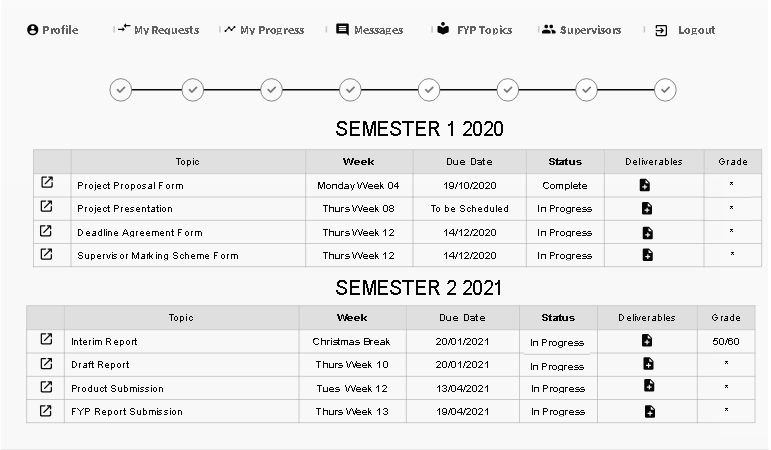 Profile My Requests My Progress Messages FYP Topics Supervisors Logout
SEMESTER 1 2020
Topic Week Due Date Status Deliverables Grade
Project Proposal Form Monday Week 04 19/10/2020 Complete *
Project Presentation Thurs Week 08 To be Scheduled In Progress *
Deadline Agreement Form Thurs Week 12 14/12/2020 In Progress *
Supervisor Marking Scheme Form Thurs Week 12 14/12/2020 In Progress *
SEMESTER 2 2021
Topic Week Due Date Status Deliverables Grade
Interim Report Christmas Break 20/01/2021 In Progress 50/60
Draft Report Thurs Week 10 20/01/2021 In Progress *
Product Submission Tues Week 12 13/04/2021 In Progress *
FYP Report Submission Thurs Week 13 19/04/2021 In Progress *